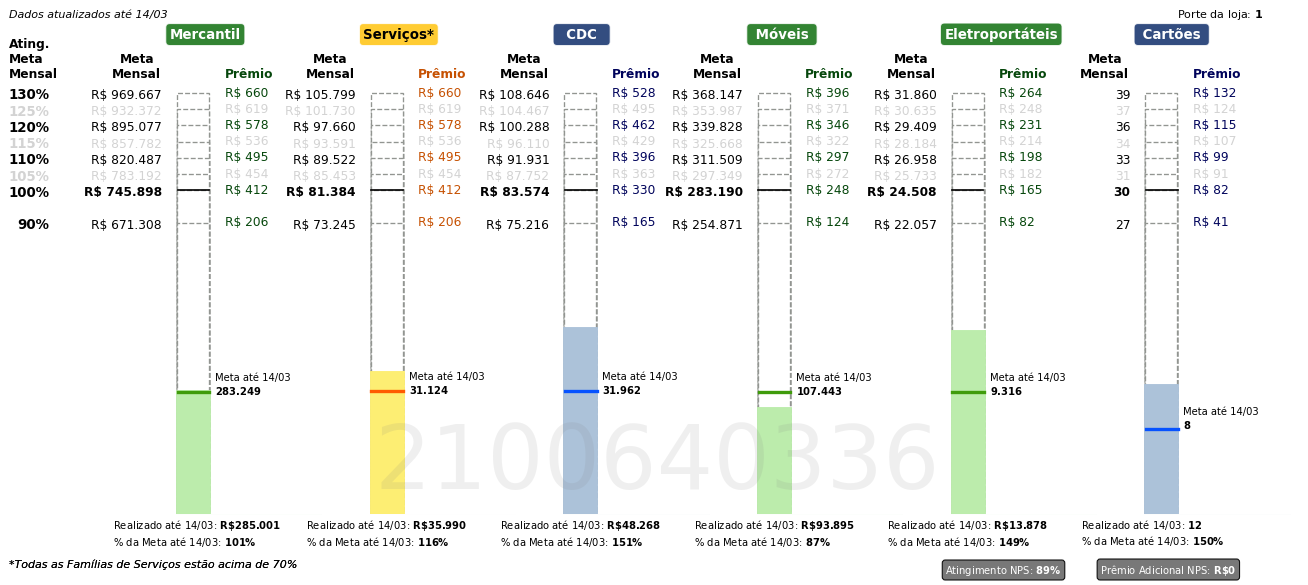 Dados atualizados até 14/03
Porte da loja: 1
Mercantil Serviços* CDC Móveis Eletroportáteis Cartões
Ating. Meta Mensal
Meta Mensal Prêmio Meta Mensal Prêmio Meta Mensal Prêmio Meta Mensal Prêmio Meta Mensal Prêmio Meta Mensal Prêmio
130% R$ 969.667 R$ 660 R$ 105.799 R$ 660 R$ 108.646 R$ 528 R$ 368.147 R$ 396 R$ 31.860 R$ 264 39 R$ 132
125% R$ 932.372 R$ 619 R$ 101.730 R$ 619 R$ 104.467 R$ 495 R$ 353.987 R$ 371 R$ 30.635 R$ 248 37 R$ 124
120% R$ 895.077 R$ 578 R$ 97.660 R$ 578 R$ 100.288 R$ 462 R$ 339.828 R$ 346 R$ 29.409 R$ 231 36 R$ 115
115% R$ 857.782 R$ 536 R$ 93.591 R$ 536 R$ 96.110 R$ 429 R$ 325.668 R$ 322 R$ 28.184 R$ 214 34 R$ 107
110% R$ 820.487 R$ 495 R$ 89.522 R$ 495 R$ 91.931 R$ 396 R$ 311.509 R$ 297 R$ 26.958 R$ 198 33 R$ 99
105% R$ 783.192 R$ 454 R$ 85.453 R$ 454 R$ 87.752 R$ 363 R$ 297.349 R$ 272 R$ 25.733 R$ 182 31 R$ 91
100% R$ 745.898 R$ 412 R$ 81.384 R$ 412 R$ 83.574 R$ 330 R$ 283.190 R$ 248 R$ 24.508 R$ 165 30 R$ 82
90% R$ 671.308 R$ 206 R$ 73.245 R$ 206 R$ 75.216 R$ 165 R$ 254.871 R$ 124 R$ 22.057 R$ 82 27 R$ 41
Meta até 14/03 Meta até 14/03 Meta até 14/03 Meta até 14/03 Meta até 14/03
283.249 31.124 31.962 107.443 9.316
Meta até 14/03
8
2100640336
Realizado até 14/03: R$285.001 Realizado até 14/03: R$35.990 Realizado até 14/03: R$48.268 Realizado até 14/03: R$93.895 Realizado até 14/03: R$13.878 Realizado até 14/03: 12
% da Meta até 14/03: 101% % da Meta até 14/03: 116% % da Meta até 14/03: 151% % da Meta até 14/03: 87% % da Meta até 14/03: 149% % da Meta até 14/03: 150%
*Todas as Famílias de Serviços estão acima de 70%
Atingimento NPS: 89% Prêmio Adicional NPS: R$0